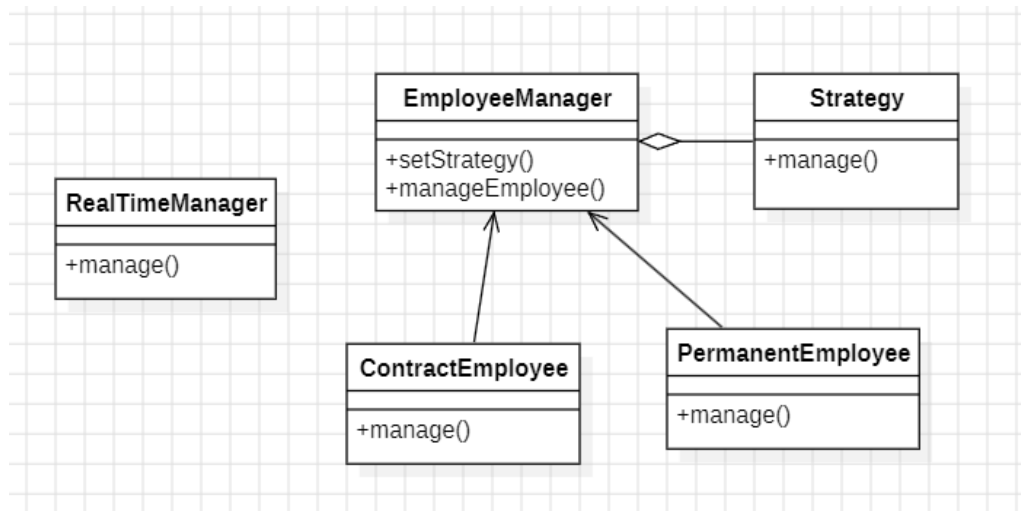 EmployeeManager
+setStrategy()
+manageEmployee()
Strategy
+manage()
RealTimeManager
+manage()
ContractEmployee
+manage()
PermanentEmployee
+manage()